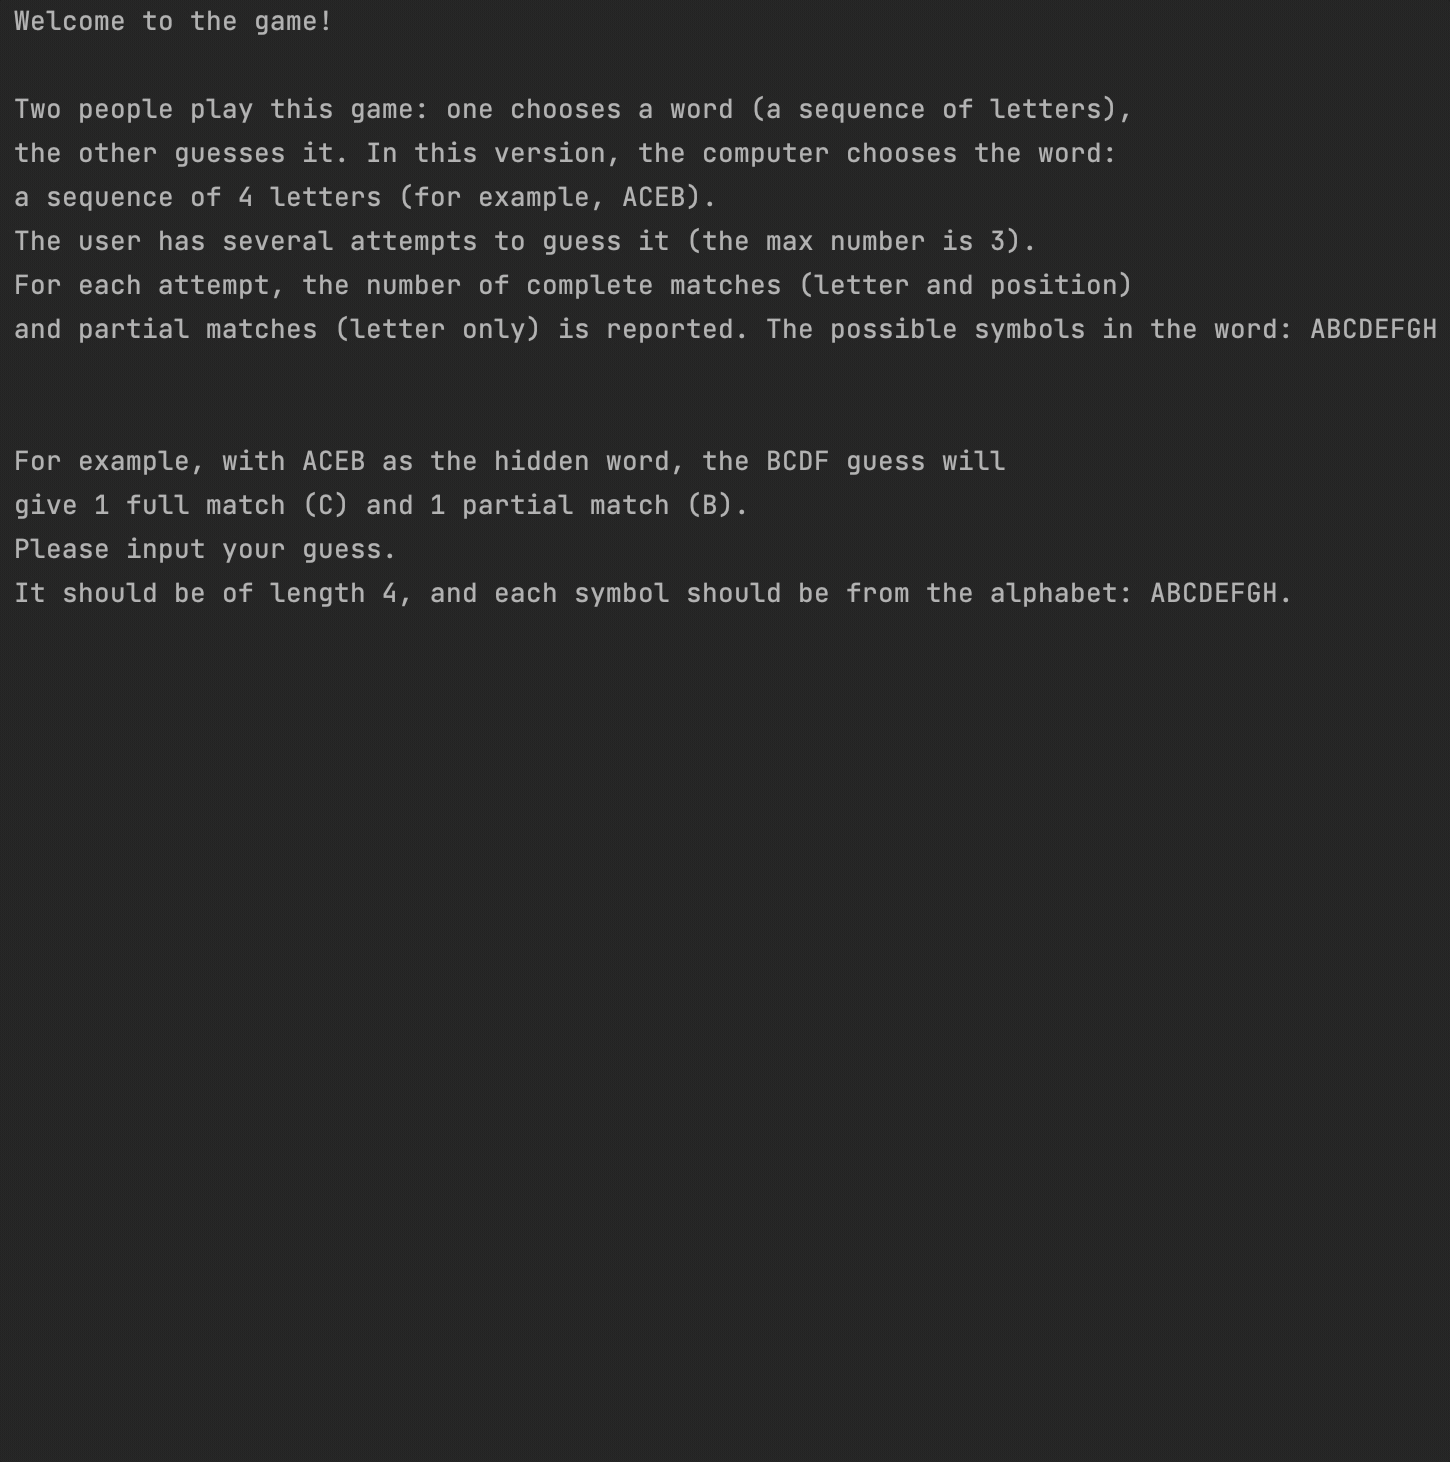 Welcome to the game!
Two people play this game: one chooses a word (a sequence of letters),
the other guesses it. In this version, the computer chooses the word:
a sequence of 4 letters (for example, ACEB).
The user has several attempts to guess it (the max number is 3).
For each attempt, the number of complete matches (letter and position)
and partial matches (letter only) is reported. The possible symbols in the word: ABCDEFGH
For example, with ACEB as the hidden word, the BCDF guess will
give 1 full match (C) and 1 partial match (B).
Please input your guess.
It should be of length 4, and each symbol should be from the alphabet: ABCDEFGH.